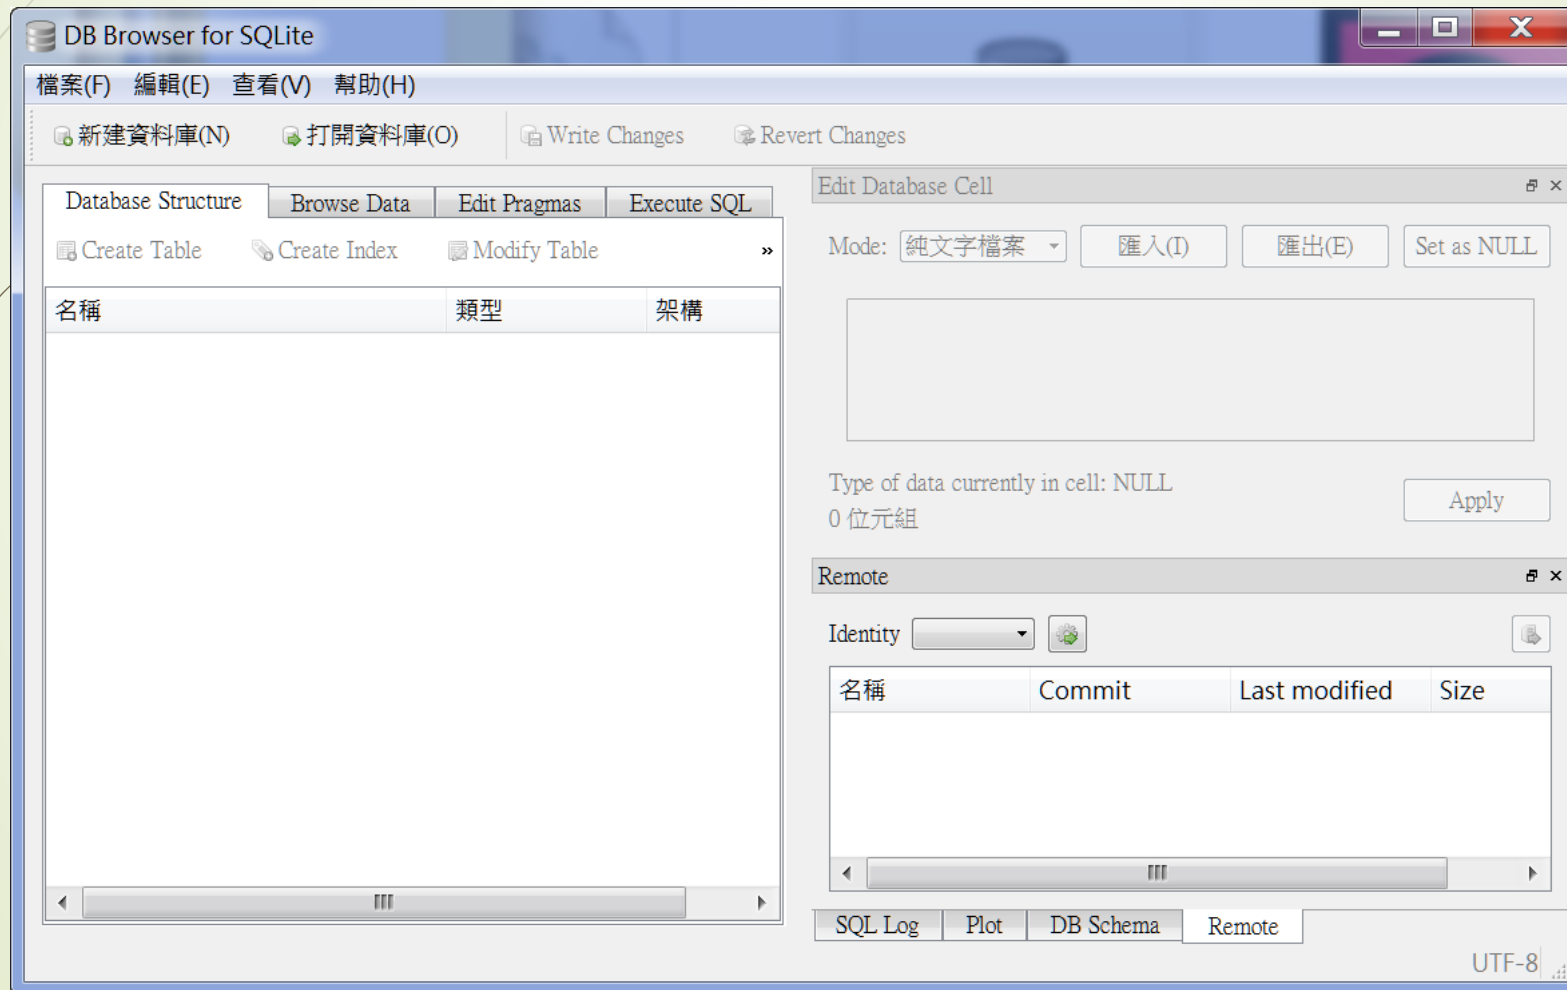 DB Browser for SQLite
檔案(F) 編輯(E) 查看(V) 幫助(H)
新建資料庫(N) 打開資料庫(O) Write Changes Revert Changes
Database Structure Browse Data Edit Pragmas Execute SQL
Create Table Create Index Modify Table »
名稱 類型 架構
Edit Database Cell
Mode: 純文字檔案 匯入(I) 匯出(E) Set as NULL
Type of data currently in cell: NULL
0 位元組
Apply
Remote
Identity
名稱 Commit Last modified Size
SQL Log Plot DB Schema Remote
UTF-8